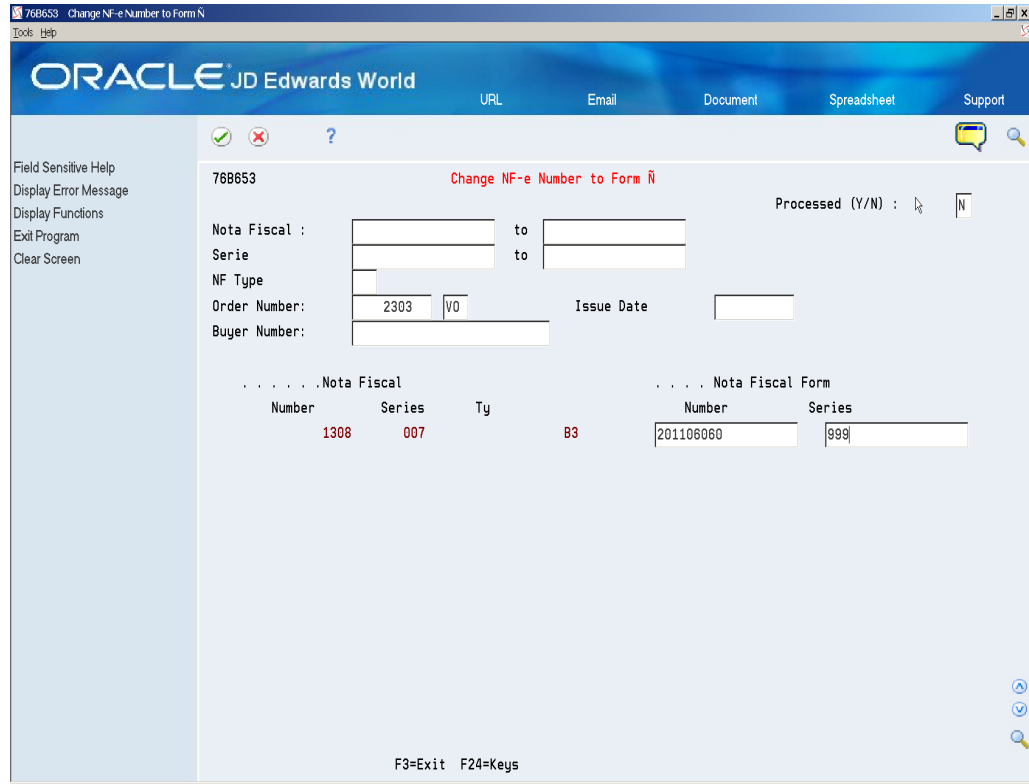 76B653 Change NF-e Number to Form Ñ
Tools Help
ORACLE JD Edwards World
URL Email Document Spreadsheet Support
?
Field Sensitive Help
Display Error Message
Display Functions
Exit Program
Clear Screen
76B653 Change NF-e Number to Form Ñ
Processed (Y/N) : N
Nota Fiscal : to
Serie to
NF Type
Order Number: 2303 VO Issue Date
Buyer Number:
. . . . . .Nota Fiscal . . . . Nota Fiscal Form
Number Series Ty Number Series
1308 007 B3 201106060 999
F3=Exit F24=Keys